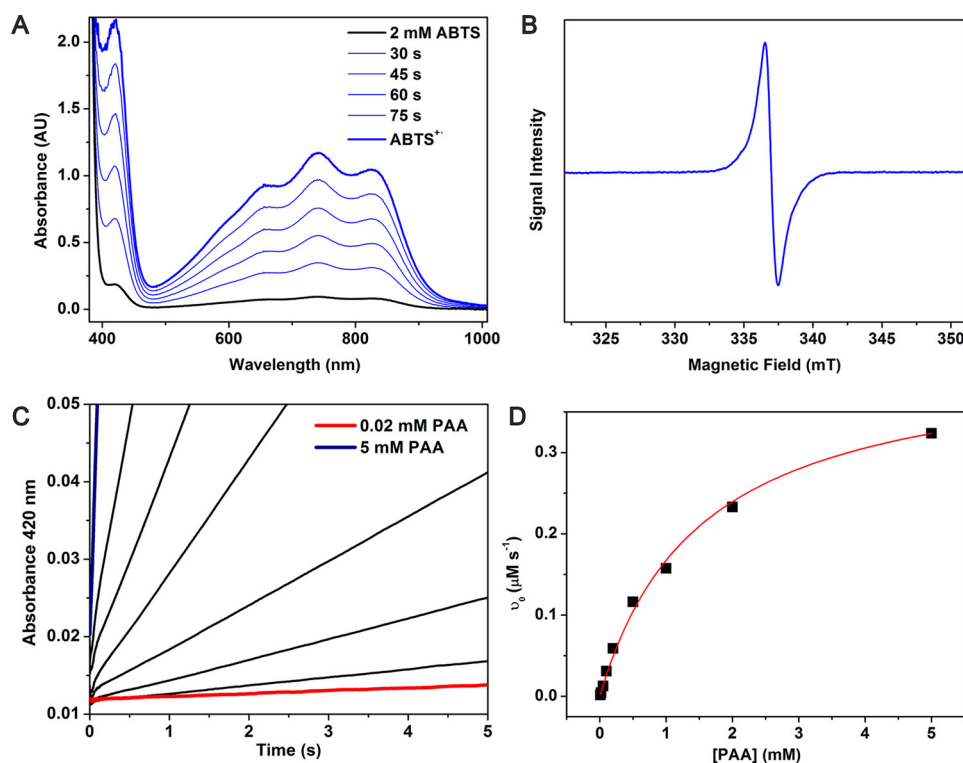 A
2 mM ABTS
30 s
45 s
60 s
75 s
ABTS+·
2.0
1.5
1.0
0.5
0.0
Absorbance (AU)
400
600
800
1000
Wavelength (nm)
B
Signal Intensity
325
330
335
340
345
350
Magnetic Field (mT)
C
0.02 mM PAA
5 mM PAA
0.05
0.04
0.03
0.02
0.01
Absorbance 420 nm
0
1
2
3
4
5
Time (s)
D
0.3
0.2
0.1
0.0
υ0 (μM s-1)
0
2
4
[PAA] (mM)